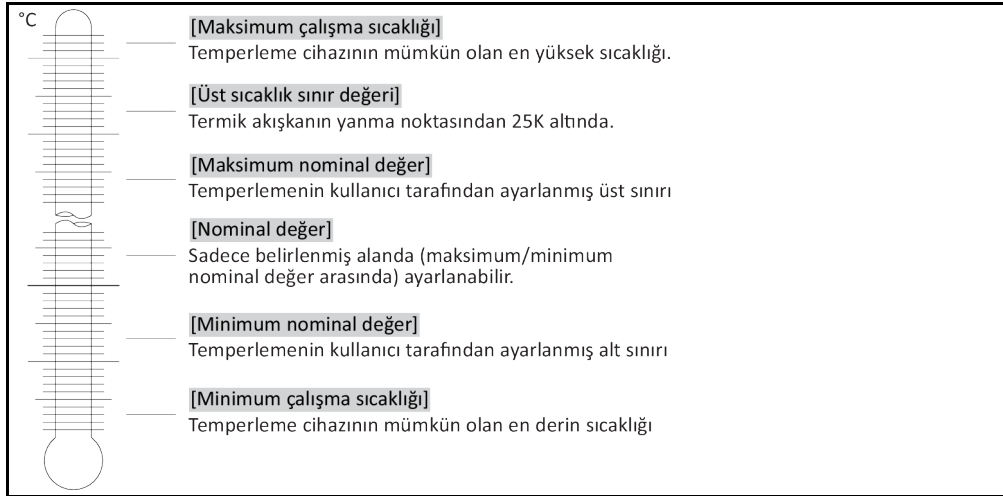 °C
[Maksimum çalışma sıcaklığı]
Temperleme cihazının mümkün olan en yüksek sıcaklığı.
[Üst sıcaklık sınır değeri]
Termik akışkanın yanma noktasından 25K altında.
[Maksimum nominal değer]
Temperlemenin kullanıcı tarafından ayarlanmış üst sınırı
[Nominal değer]
Sadece belirlenmiş alanda (maksimum/minimum
nominal değer arasında) ayarlanabilir.
[Minimum nominal değer]
Temperlemenin kullanıcı tarafından ayarlanmış alt sınırı
[Minimum çalışma sıcaklığı]
Temperleme cihazının mümkün olan en derin sıcaklığı